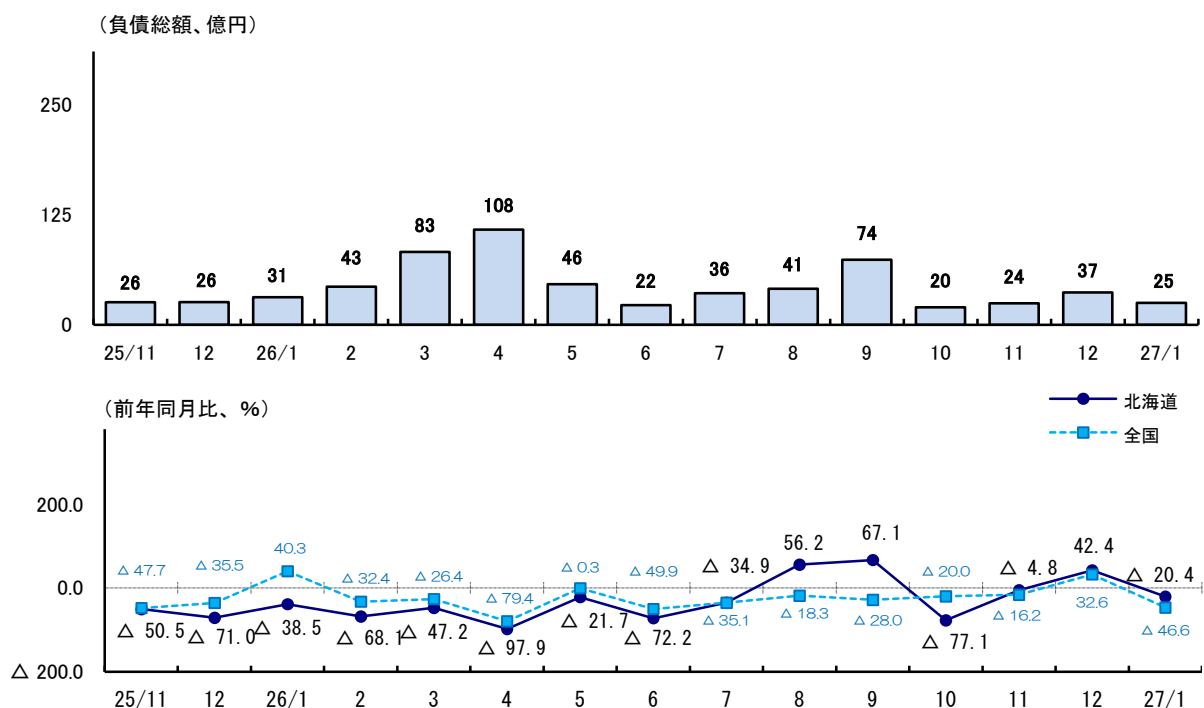 （負債総額、億円）
250
125
0
26 26 31 43 83 108 46 22 36 41 74 20 24 37 25
25/11 12 26/1 2 3 4 5 6 7 8 9 10 11 12 27/1
（前年同月比、％）
北海道
全国
200.0
0.0
△ 200.0
△ 47.7 △ 35.5 40.3 △ 32.4 △ 26.4 △ 79.4 △ 0.3 △ 49.9 △ 35.1 △ 18.3 △ 28.0 △ 20.0 △ 16.2 32.6 △ 46.6
△ 50.5 △ 71.0 △ 38.5 △ 68.1 △ 47.2 △ 97.9 △ 21.7 △ 72.2 △ 34.9 56.2 67.1 △ 77.1 △ 4.8 42.4 △ 20.4
25/11 12 26/1 2 3 4 5 6 7 8 9 10 11 12 27/1